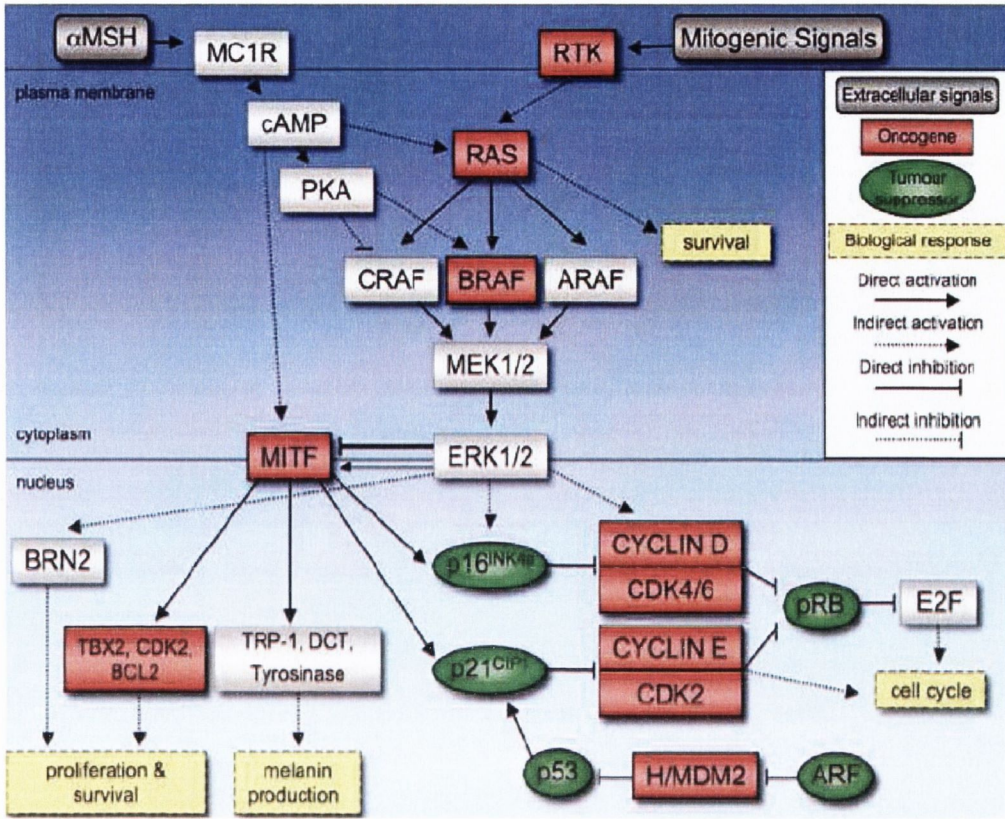 αMSH
MC1R
RTK
Mitogenic Signals
plasma membrane
Extracellular signals
cAMP
Oncogene
RAS
Tumour
suppressor
PKA
survival
Biological response
CRAF
BRAF
ARAF
Direct activation
Indirect activation
MEK1/2
Direct inhibition
Indirect inhibition
cytoplasm
MITF
ERK1/2
nucleus
BRN2
p16INK4a
CYCLIN D
CDK4/6
pRB
E2F
TBX2, CDK2,
BCL2
TRP-1, DCT,
Tyrosinase
p21CIP1
CYCLIN E
CDK2
cell cycle
proliferation &
survival
melanin
production
p53
H/MDM2
ARF